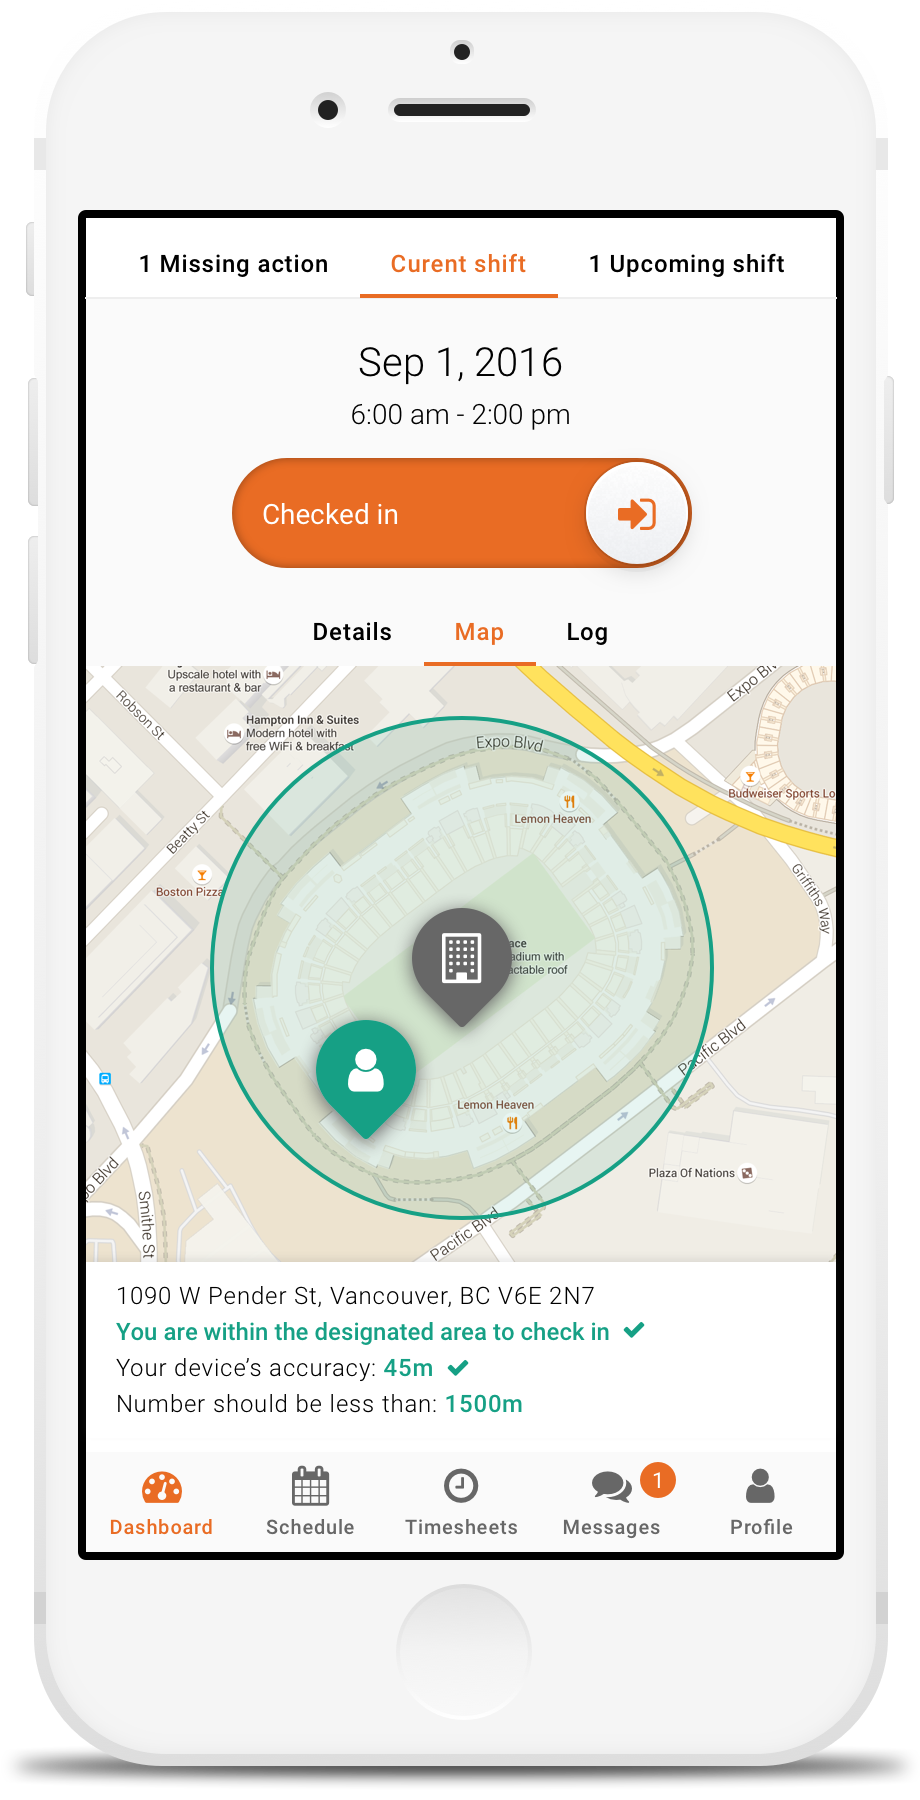 1 Missing action
Curent shift
1 Upcoming shift
Sep 1, 2016
6:00 am - 2:00 pm
Checked in
Details
Map
Log
Upscale hotel with
a restaurant & bar
Robson St
Hampton Inn & Suites
Modern hotel with
free WiFi & breakfast
Expo Blvd
Expo Blv
Budweiser Sports Lo
Lemon Heaven
Beatty St
Boston Pizza
Griffiths Way
ace
adium with
actable roof
Pacific Blvd
Lemon Heaven
Plaza Of Nations
po Blvd
Smithe St
Pacific Blvd
1090 W Pender St, Vancouver, BC V6E 2N7
You are within the designated area to check in
Your device's accuracy: 45m
Number should be less than: 1500m
1
Dashboard
Schedule
Timesheets
Messages
Profile